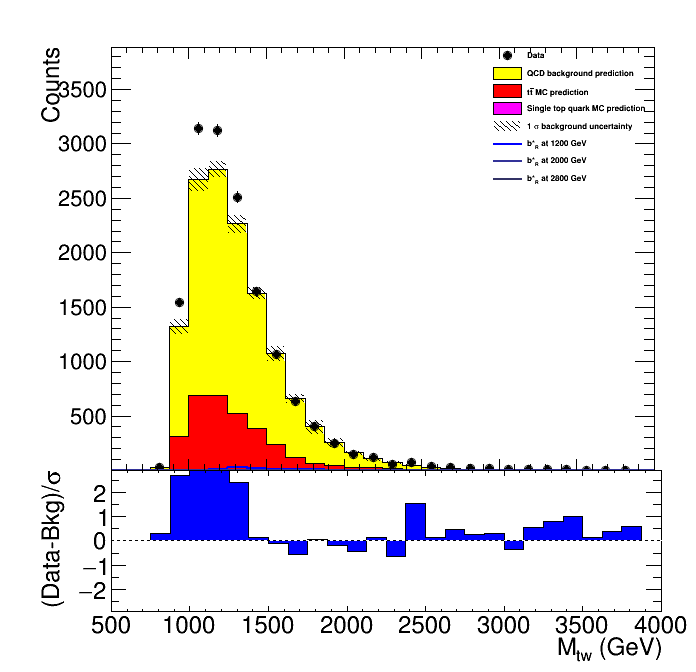 Counts
3500
3000
2500
2000
1500
1000
500
Data
QCD background prediction
tt̄ MC prediction
Single top quark MC prediction
1 σ background uncertainty
b*R at 1200 GeV
b*R at 2000 GeV
b*R at 2800 GeV
(Data-Bkg)/σ
2
1
0
−1
−2
500 1000 1500 2000 2500 3000 3500 4000
Mtw (GeV)